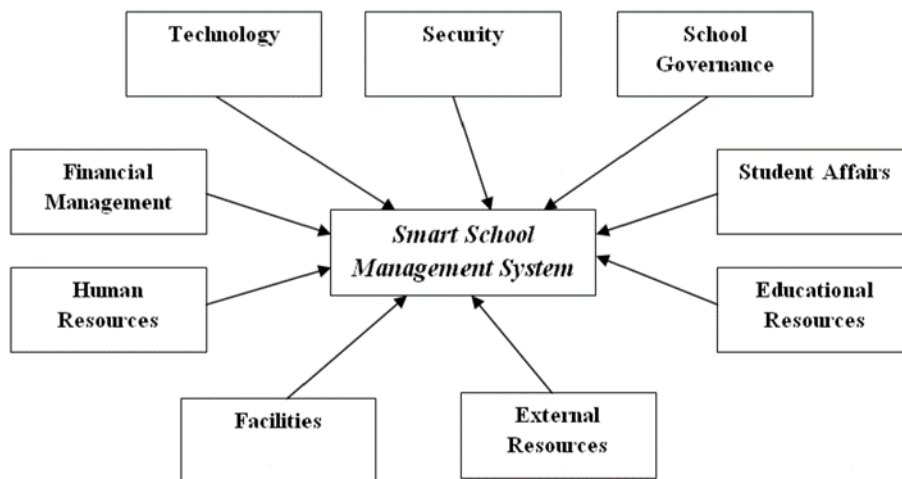 Technology
Security
School
Governance
Financial
Management
Student Affairs
Smart School
Management System
Human
Resources
Educational
Resources
Facilities
External
Resources